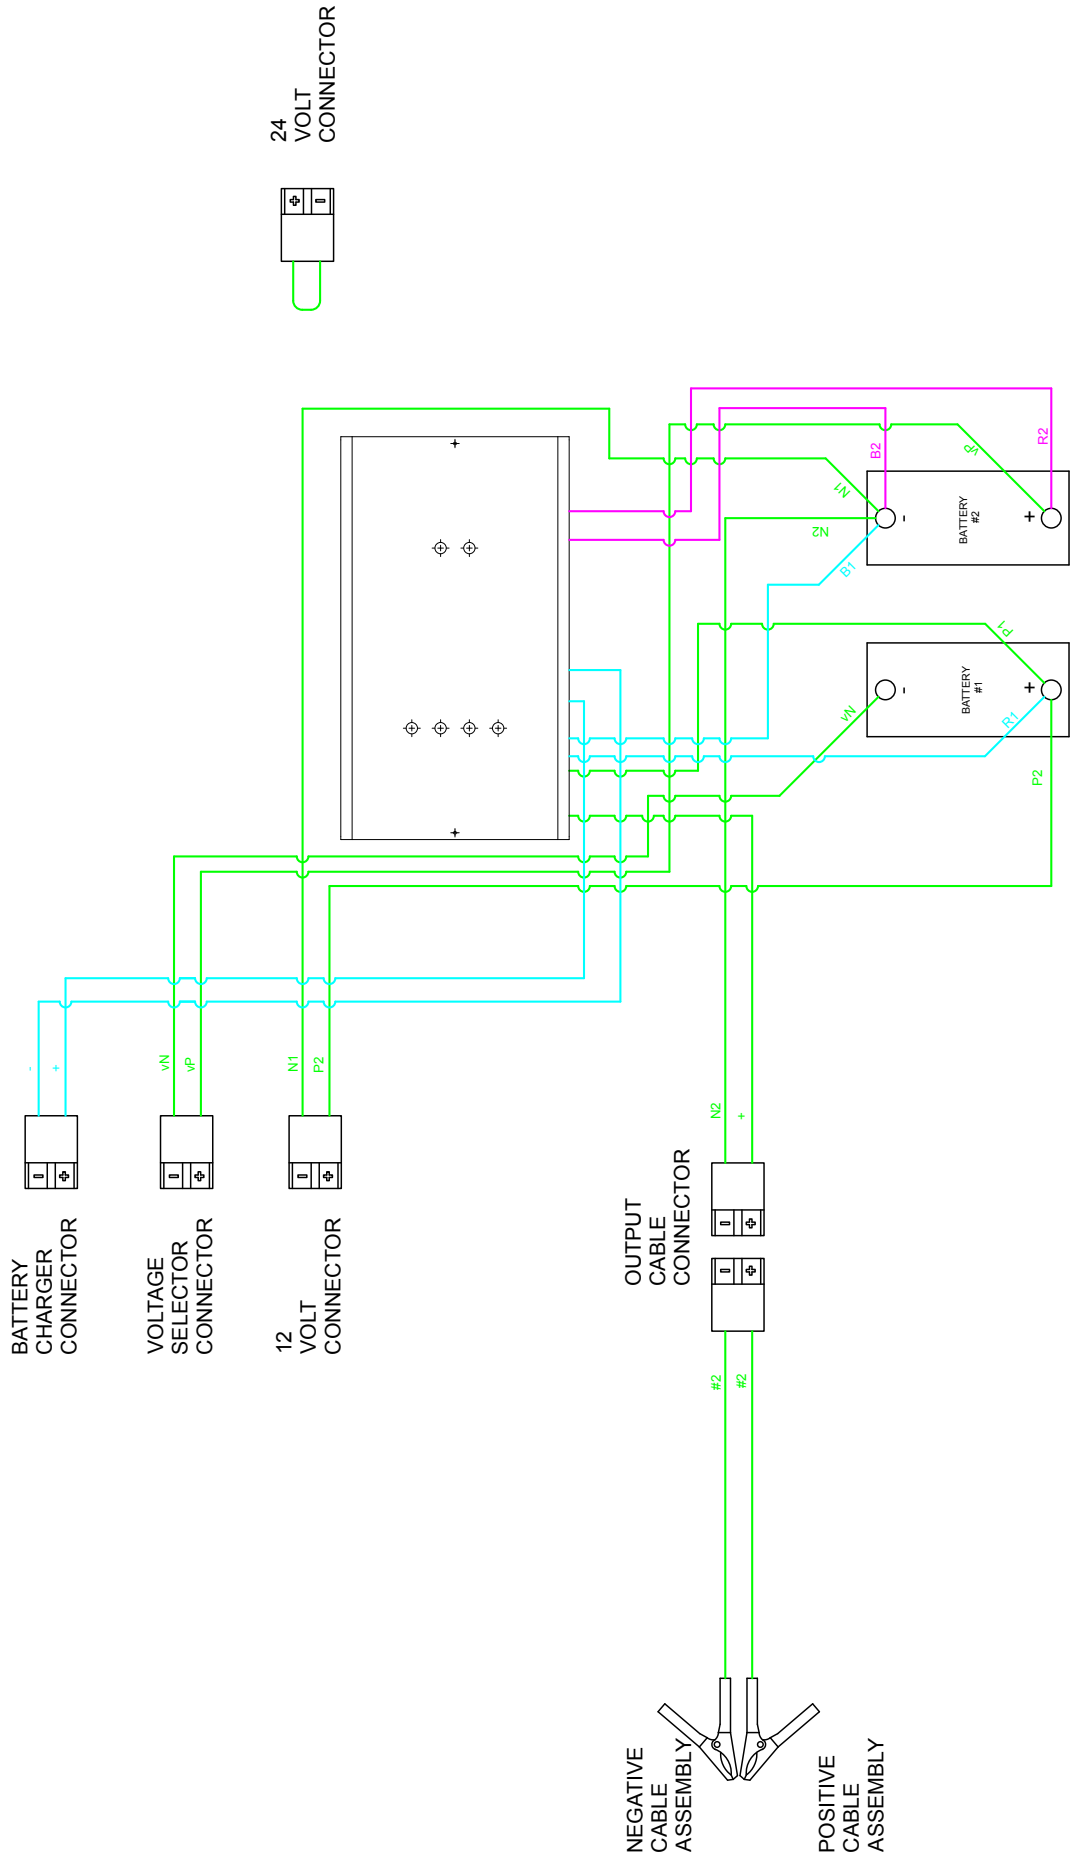 24
VOLT
CONNECTOR
BATTERY
CHARGER
CONNECTOR
VOLTAGE
SELECTOR
CONNECTOR
12
VOLT
CONNECTOR
OUTPUT
CABLE
CONNECTOR
NEGATIVE
CABLE
ASSEMBLY
POSITIVE
CABLE
ASSEMBLY
BATTERY
#1
BATTERY
#2
-
+
vN
vP
N1
P2
N2
+
#2
#2
vN
P1
R1
P2
B1
N2
N1
B2
vP
R2
-
+
-
+
-
+
-
+
-
+
-
+
-
+
+
-